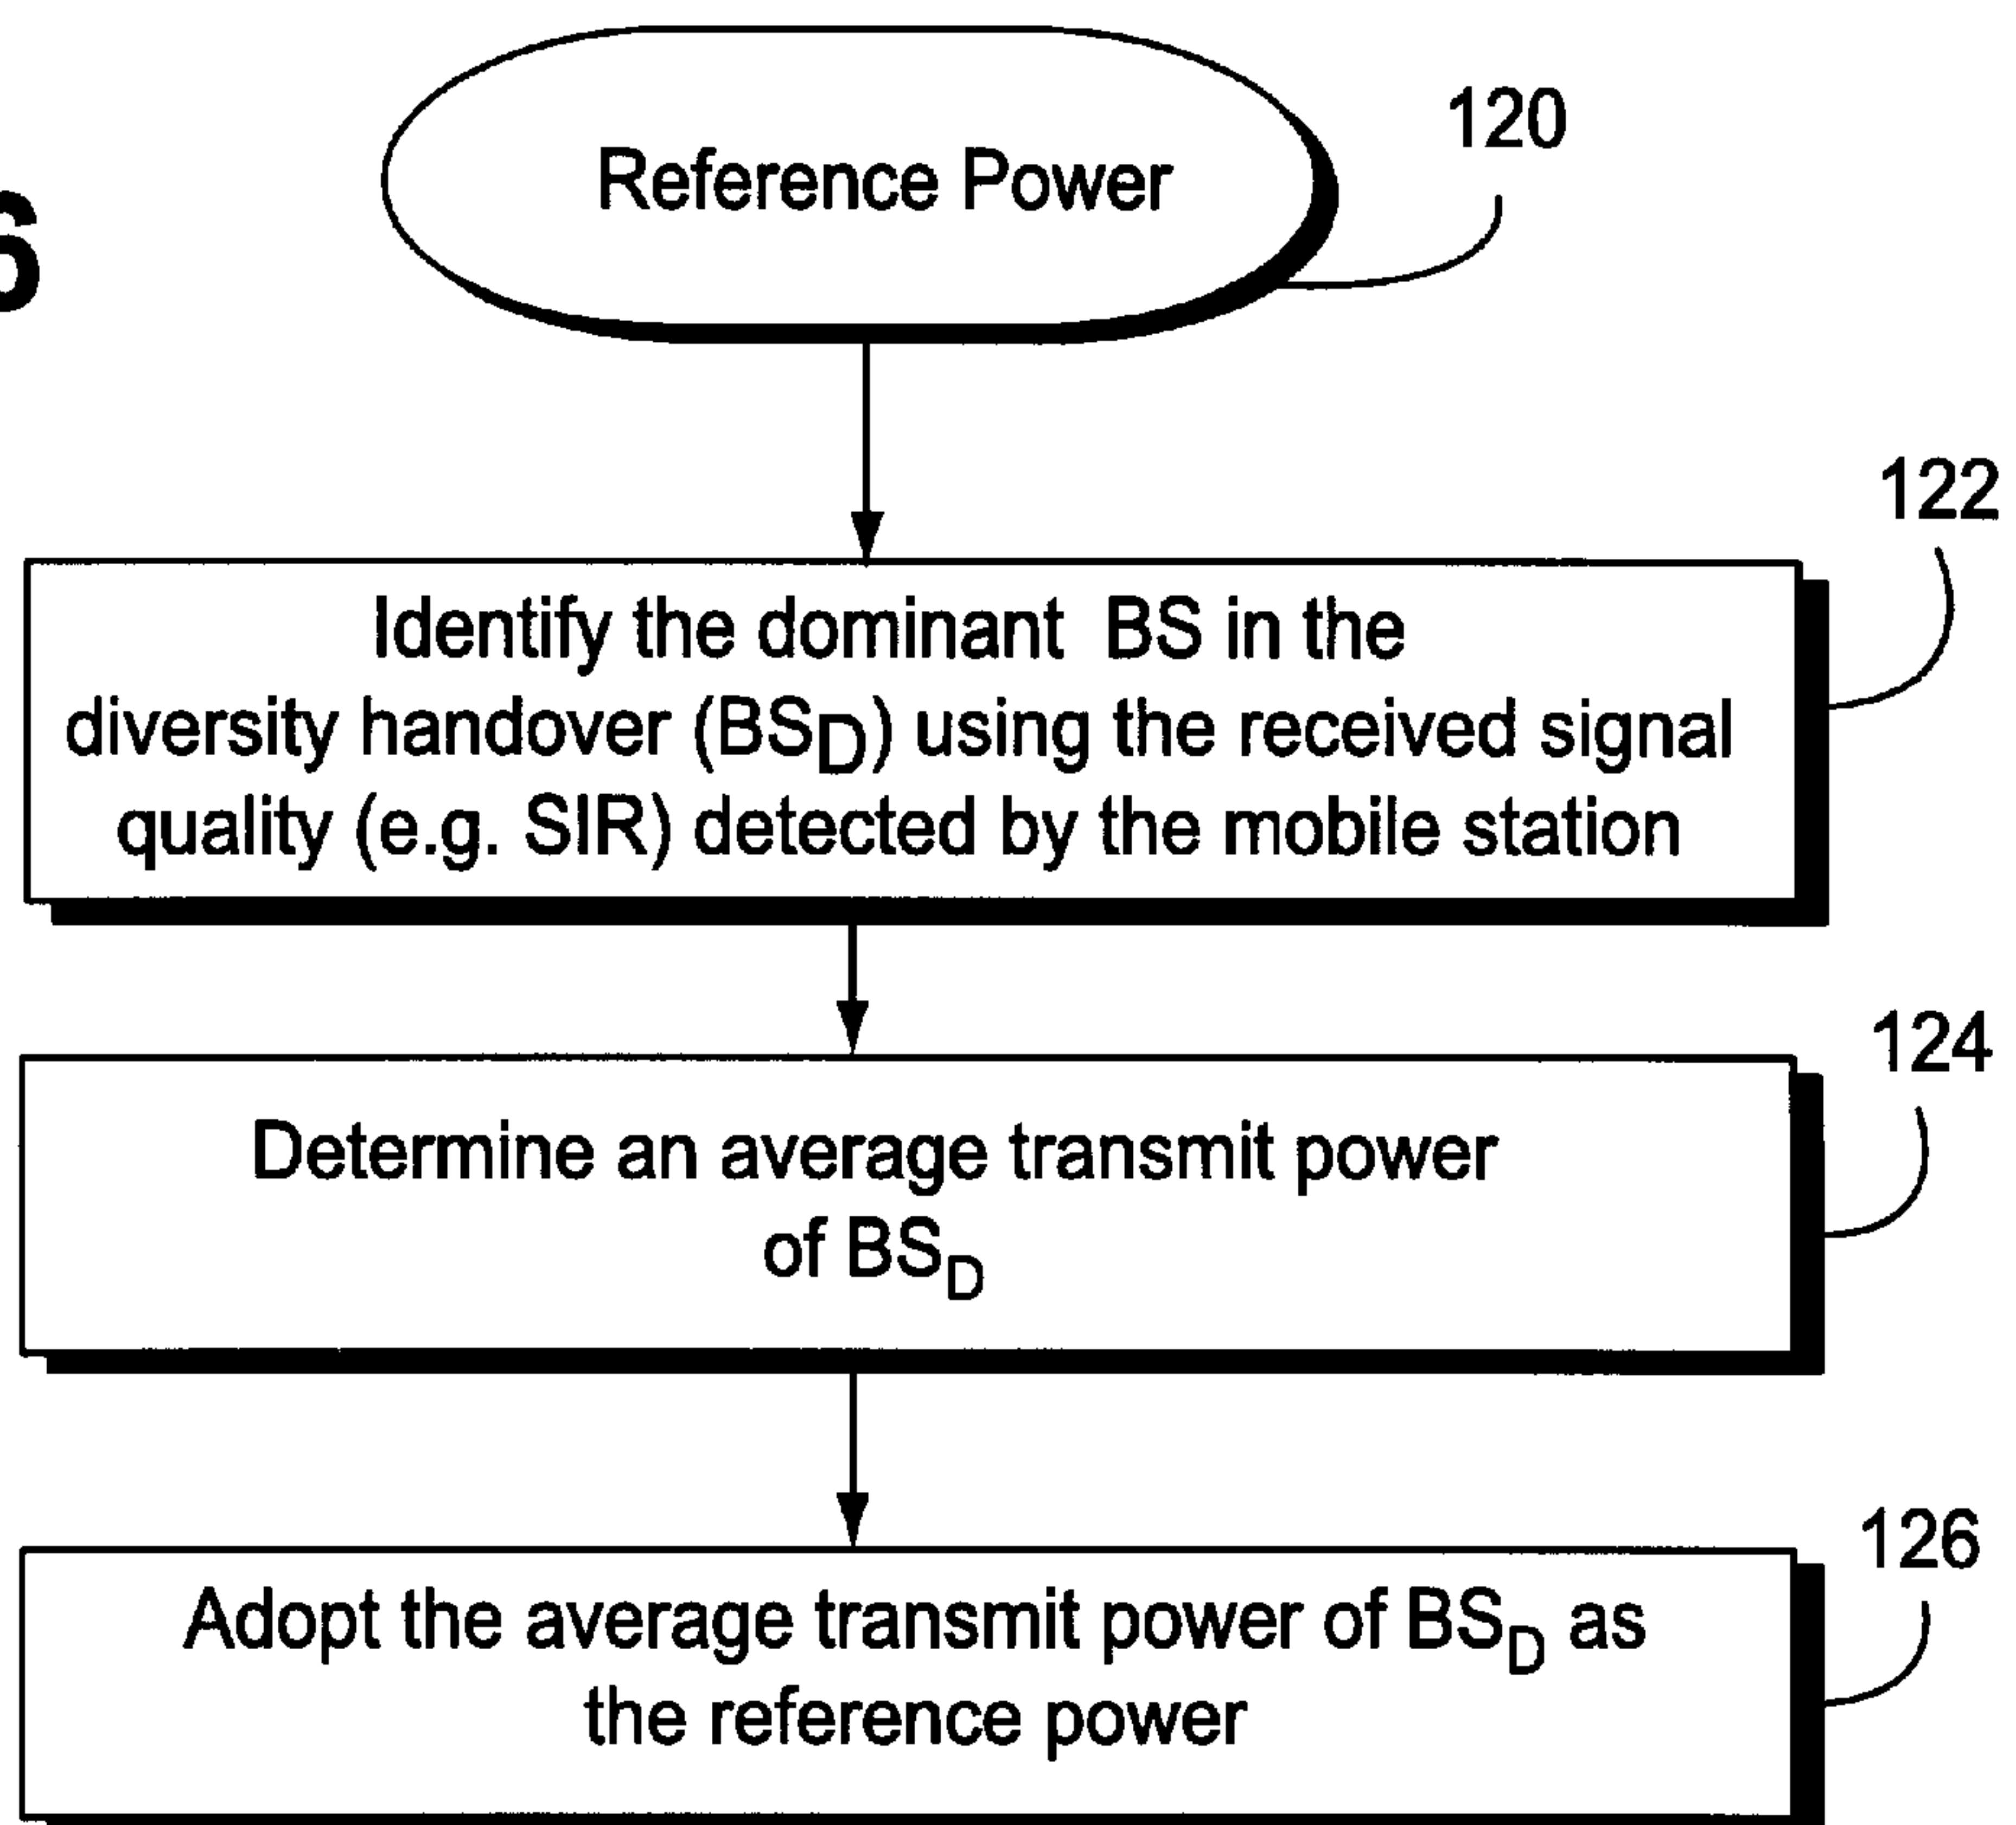 6
Reference Power
120
122
Identify the dominant BS in the
diversity handover (BSD) using the received signal
quality (e.g. SIR) detected by the mobile station
124
Determine an average transmit power
of BSD
126
Adopt the average transmit power of BSD as
the reference power